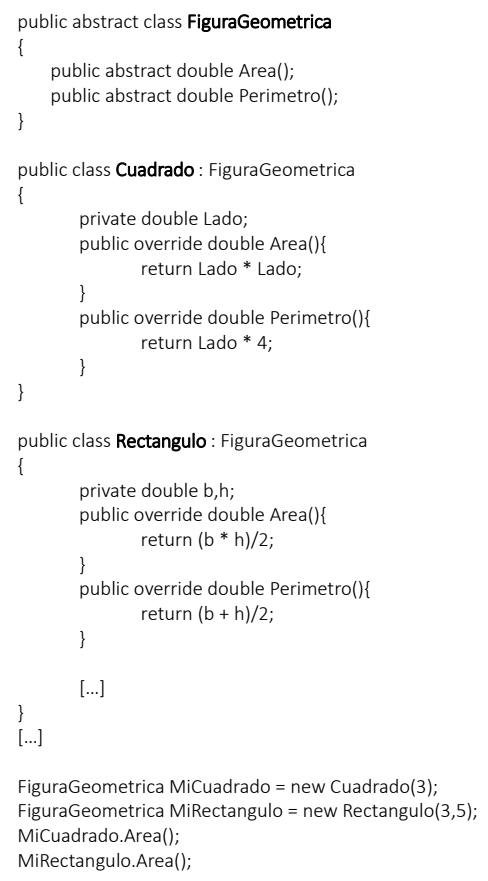 public abstract class FiguraGeometrica
{
public abstract double Area();
public abstract double Perimetro();
}
public class Cuadrado : FiguraGeometrica
{
private double Lado;
public override double Area(){
return Lado * Lado;
}
public override double Perimetro(){
return Lado * 4;
}
}
public class Rectangulo : FiguraGeometrica
{
private double b,h;
public override double Area(){
return (b * h)/2;
}
public override double Perimetro(){
return (b + h)/2;
}
[...]
}
[...]
FiguraGeometrica MiCuadrado = new Cuadrado(3);
FiguraGeometrica MiRectangulo = new Rectangulo(3,5);
MiCuadrado.Area();
MiRectangulo.Area();